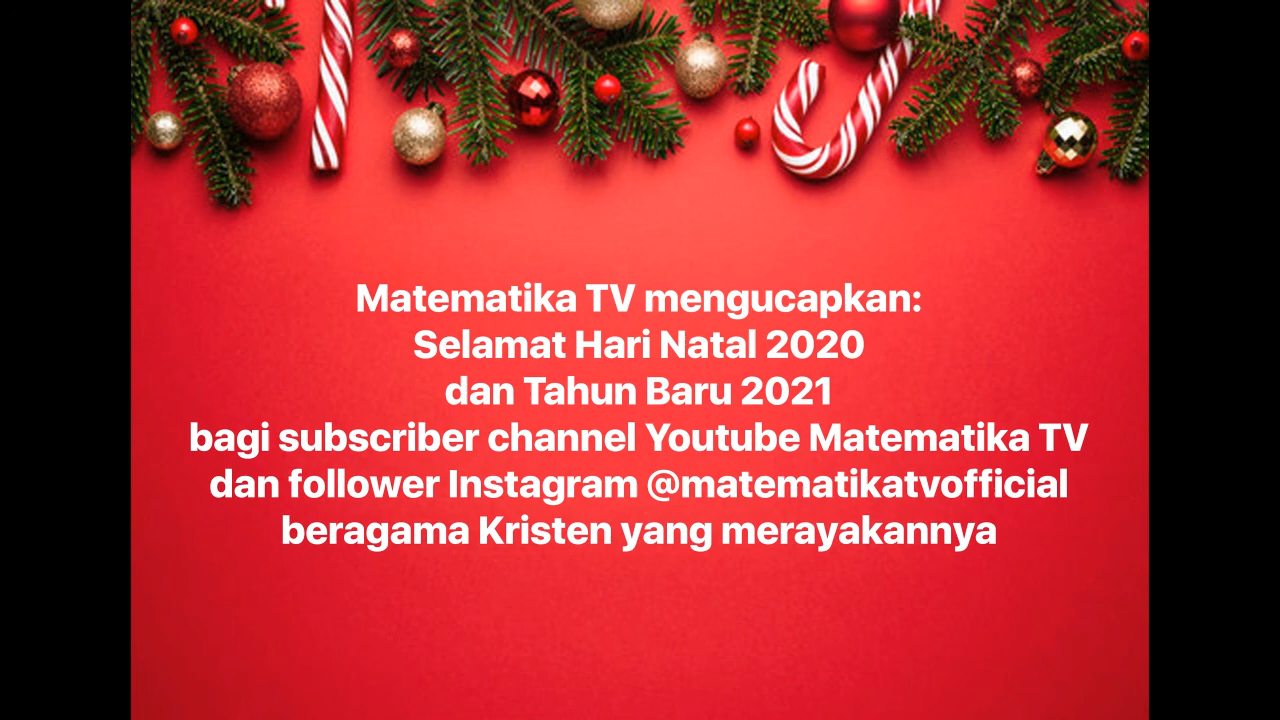 Matematika TV mengucapkan:
Selamat Hari Natal 2020
dan Tahun Baru 2021
bagi subscriber channel Youtube Matematika TV
dan follower Instagram @matematikatvofficial
beragama Kristen yang merayakannya